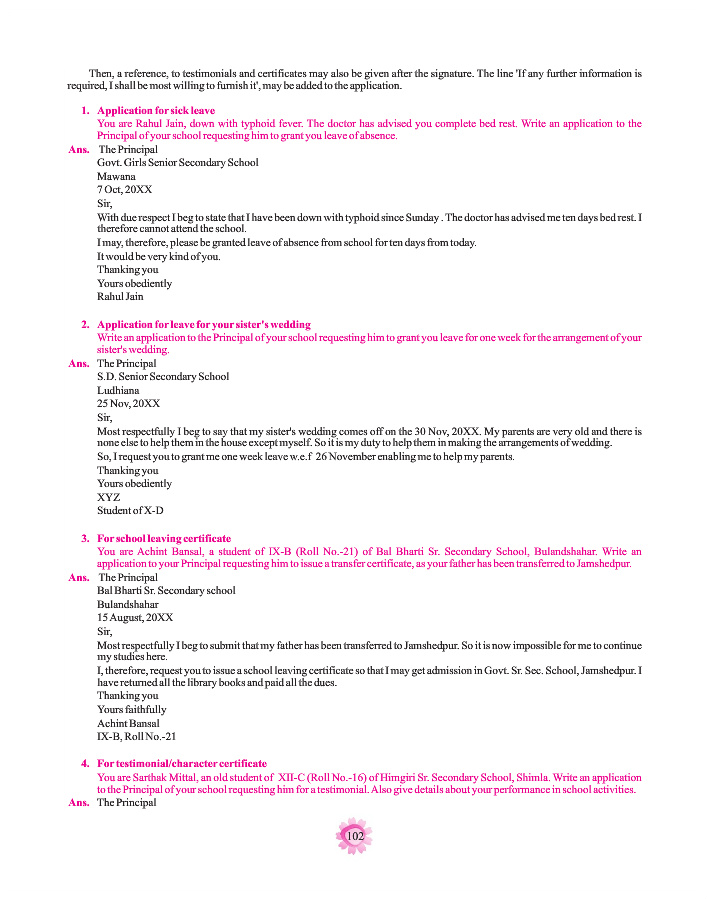 Then, a reference, to testimonials and certificates may also be given after the signature. The line 'If any further information is
required, I shall be most willing to furnish it', may be added to the application.
1. Application for sick leave
You are Rahul Jain, down with typhoid fever. The doctor has advised you complete bed rest. Write an application to the
Principal of your school requesting him to grant you leave of absence.
Ans. The Principal
Govt. Girls Senior Secondary School
Mawana
7 Oct, 20XX
Sir,
With due respect I beg to state that I have been down with typhoid since Sunday . The doctor has advised me ten days bed rest. I
therefore cannot attend the school.
I may, therefore, please be granted leave of absence from school for ten days from today.
It would be very kind of you.
Thanking you
Yours obediently
Rahul Jain
2. Application for leave for your sister's wedding
Write an application to the Principal of your school requesting him to grant you leave for one week for the arrangement of your
sister's wedding.
Ans. The Principal
S.D. Senior Secondary School
Ludhiana
25 Nov, 20XX
Sir,
Most respectfully I beg to say that my sister's wedding comes off on the 30 Nov, 20XX. My parents are very old and there is
none else to help them in the house except myself. So it is my duty to help them in making the arrangements of wedding.
So, I request you to grant me one week leave w.e.f 26 November enabling me to help my parents.
Thanking you
Yours obediently
XYZ
Student of X-D
3. For school leaving certificate
You are Achint Bansal, a student of IX-B (Roll No.-21) of Bal Bharti Sr. Secondary School, Bulandshahar. Write an
application to your Principal requesting him to issue a transfer certificate, as your father has been transferred to Jamshedpur.
Ans. The Principal
Bal Bharti Sr. Secondary school
Bulandshahar
15 August, 20XX
Sir,
Most respectfully I beg to submit that my father has been transferred to Jamshedpur. So it is now impossible for me to continue
my studies here.
I, therefore, request you to issue a school leaving certificate so that I may get admission in Govt. Sr. Sec. School, Jamshedpur. I
have returned all the library books and paid all the dues.
Thanking you
Yours faithfully
Achint Bansal
IX-B, Roll No.-21
4. For testimonial/character certificate
You are Sarthak Mittal, an old student of XII-C (Roll No.-16) of Himgiri Sr. Secondary School, Shimla. Write an application
to the Principal of your school requesting him for a testimonial. Also give details about your performance in school activities.
Ans. The Principal
102